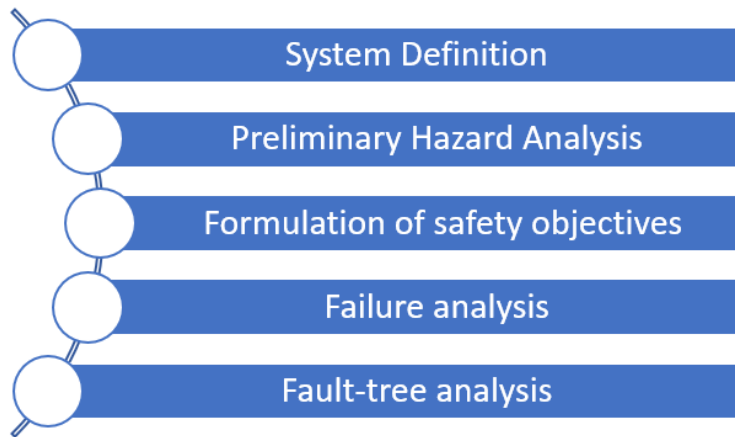 System Definition
Preliminary Hazard Analysis
Formulation of safety objectives
Failure analysis
Fault-tree analysis